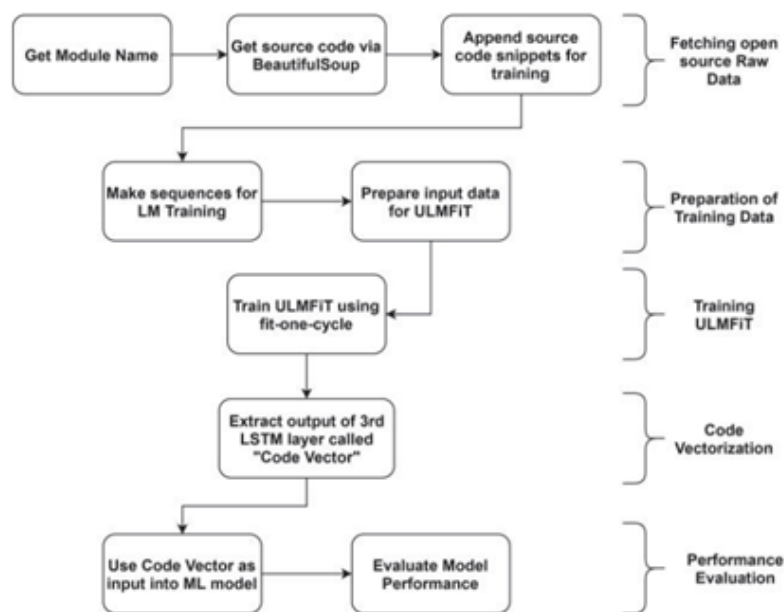 Get Module Name
Get source code via
BeautifulSoup
Append source
code snippets for
training
Fetching open
source Raw
Data
Make sequences for
LM Training
Prepare input data
for ULMFiT
Preparation of
Training Data
Train ULMFiT using
fit-one-cycle
Training
ULMFiT
Extract output of 3rd
LSTM layer called
"Code Vector"
Code
Vectorization
Use Code Vector as
input into ML model
Evaluate Model
Performance
Performance
Evaluation